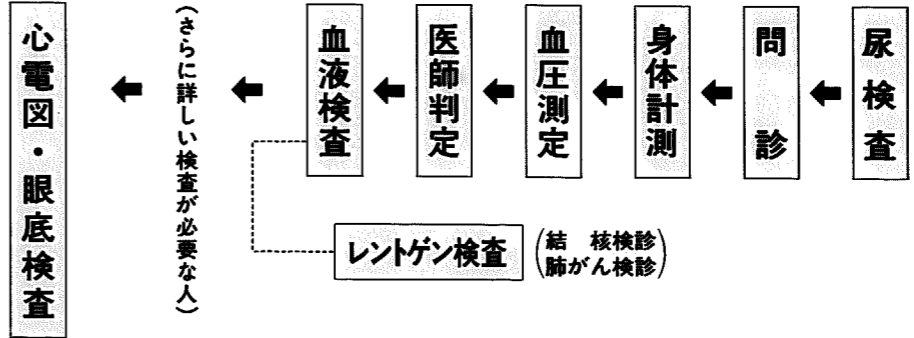 尿検査
問診
身体計測
血圧測定
医師判定
血液検査
（さらに詳しい検査が必要な人）
心電図・眼底検査
レントゲン検査
（結　核検診
肺がん検診）